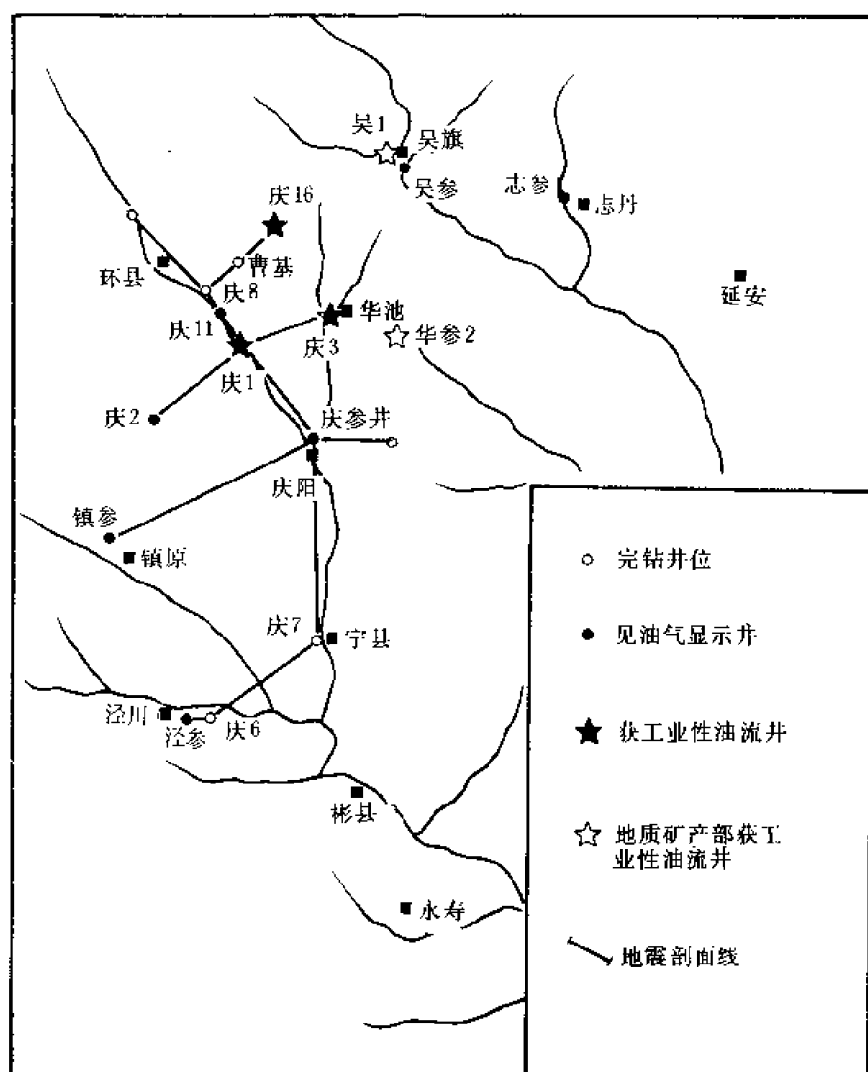 吴1
吴旗
吴参
志参
志丹
庆16
曹基
环县
庆8
延安
华池
庆11
华参2
庆3
庆1
庆2
庆参井
庆阳
镇参
镇原
庆7
宁县
泾川
泾参
庆6
彬县
永寿
完钻井位
见油气显示井
获工业性油流井
地质矿产部获工
业性油流井
地震剖面线